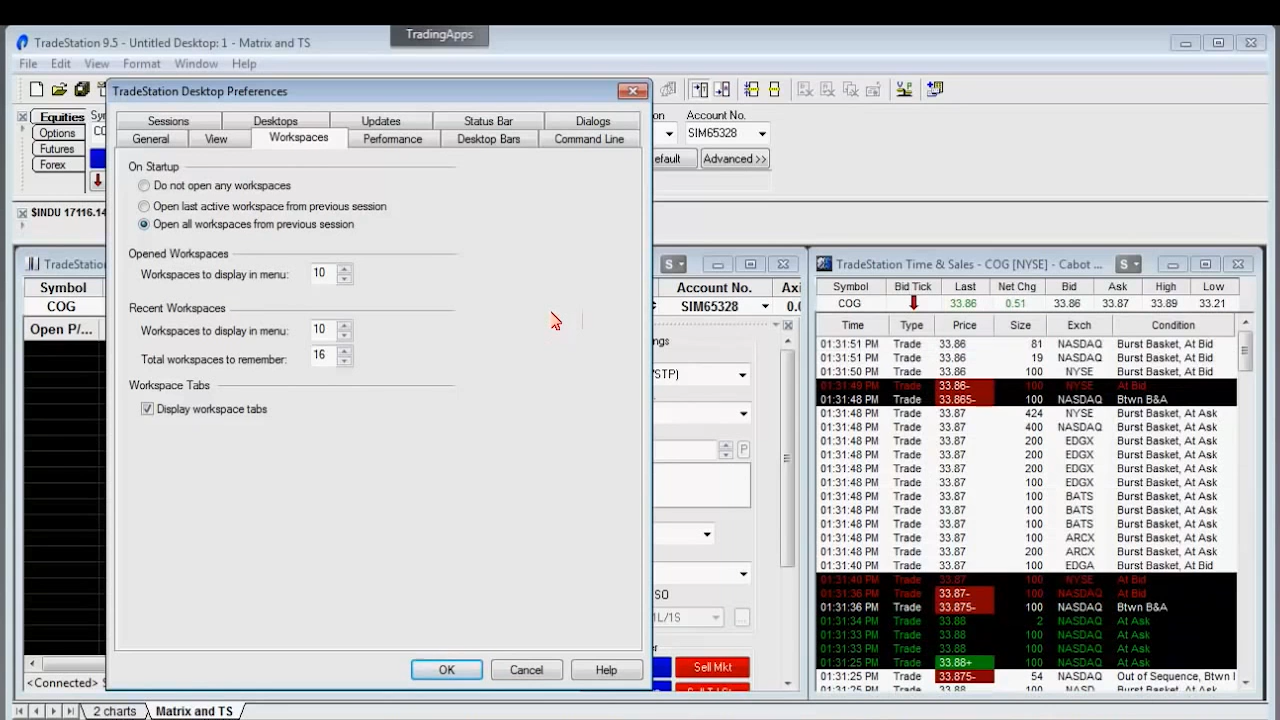 TradingApps
TradeStation 9.5 - Untitled Desktop: 1 - Matrix and TS
File Edit View Format Window Help
TradeStation Desktop Preferences
Equities
Options
Futures
Forex
Account No.
SIM65328
Advanced >>
Sessions Desktops Updates Status Bar Dialogs
General View Workspaces Performance Desktop Bars Command Line
On Startup
Do not open any workspaces
Open last active workspace from previous session
Open all workspaces from previous session
Opened Workspaces
Workspaces to display in menu: 10
Recent Workspaces
Workspaces to display in menu: 10
Total workspaces to remember: 16
Workspace Tabs
Display workspace tabs
OK Cancel Help
$INDU 17116.14
Symbol
COG
Open P/...
<Connected>
S
Account No.
SIM65328
Sell Mkt
TradeStation Time & Sales - COG [NYSE] - Cabot ...
S
Symbol Bid Tick Last Net Chg Bid Ask High Low
COG 33.86 0.51 33.86 33.87 33.89 33.21
Time Type Price Size Exch Condition
01:31:51 PM Trade 33.86 81 NASDAQ Burst Basket, At Bid
01:31:51 PM Trade 33.86 19 NASDAQ Burst Basket, At Bid
01:31:50 PM Trade 33.86 100 NYSE Burst Basket, At Bid
01:31:49 PM Trade 33.86- 100 NYSE At Bid
01:31:48 PM Trade 33.865- 100 NASDAQ Btwn B&A
01:31:48 PM Trade 33.87 424 NYSE Burst Basket, At Ask
01:31:48 PM Trade 33.87 400 NASDAQ Burst Basket, At Ask
01:31:48 PM Trade 33.87 200 EDGX Burst Basket, At Ask
01:31:48 PM Trade 33.87 200 EDGX Burst Basket, At Ask
01:31:48 PM Trade 33.87 100 EDGX Burst Basket, At Ask
01:31:48 PM Trade 33.87 100 EDGX Burst Basket, At Ask
01:31:48 PM Trade 33.87 100 BATS Burst Basket, At Ask
01:31:48 PM Trade 33.87 100 BATS Burst Basket, At Ask
01:31:48 PM Trade 33.87 100 BATS Burst Basket, At Ask
01:31:48 PM Trade 33.87 100 ARCX Burst Basket, At Ask
01:31:48 PM Trade 33.87 200 ARCX Burst Basket, At Ask
01:31:40 PM Trade 33.87 100 EDGA Burst Basket, At Bid
01:31:40 PM Trade 33.87 100 NYSE At Bid
01:31:36 PM Trade 33.87- 100 NASDAQ At Bid
01:31:36 PM Trade 33.875- 100 NASDAQ Btwn B&A
01:31:34 PM Trade 33.88 2 NASDAQ At Ask
01:31:33 PM Trade 33.88 100 NASDAQ At Ask
01:31:33 PM Trade 33.88 100 NASDAQ At Ask
01:31:25 PM Trade 33.88+ 100 NASDAQ At Ask
01:31:25 PM Trade 33.875- 54 NASDAQ Out of Sequence, Btwn
2 charts Matrix and TS